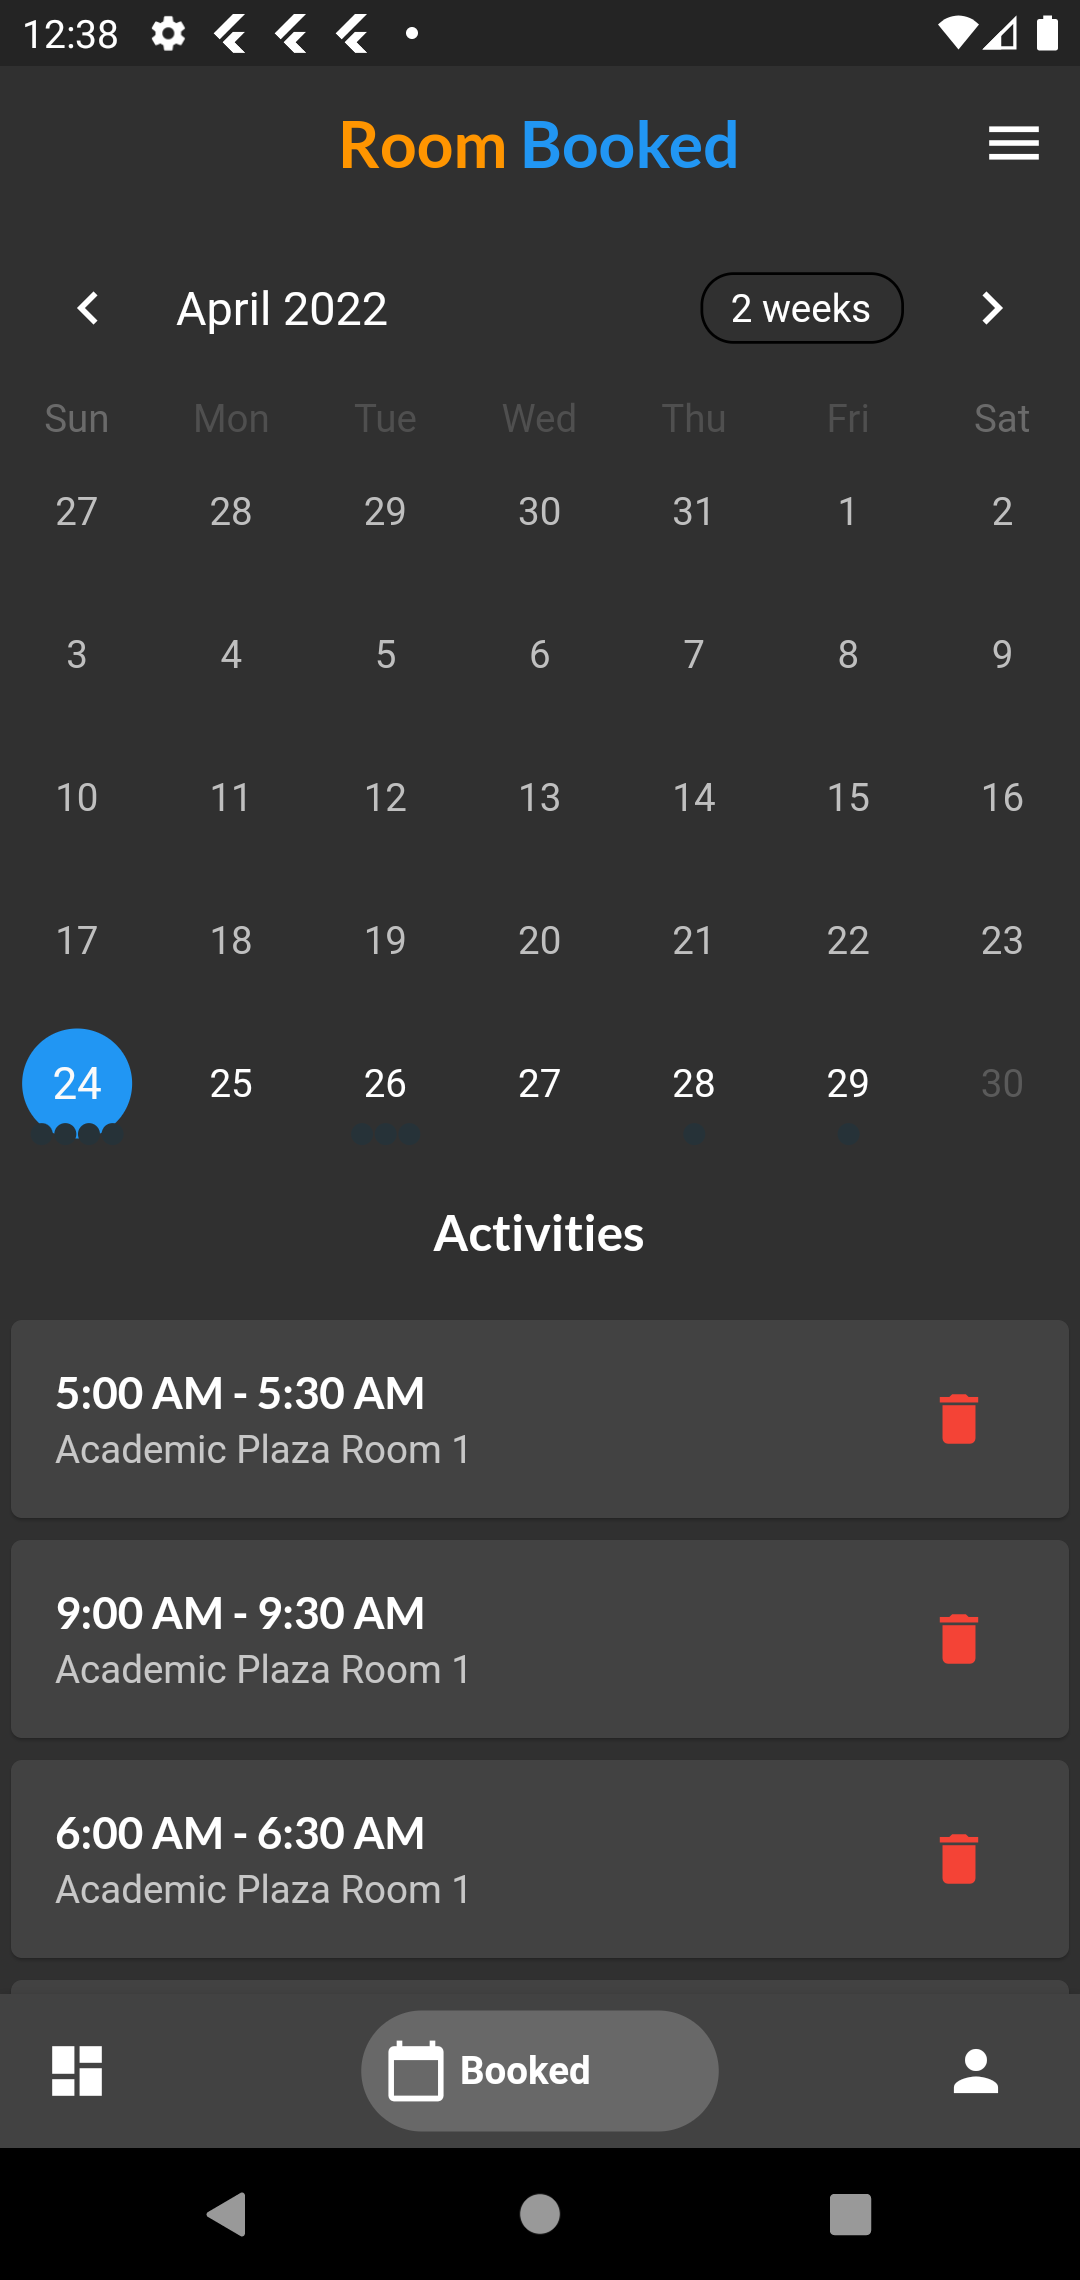 12:38
Room Booked
April 2022 2 weeks
Sun Mon Tue Wed Thu Fri Sat
27 28 29 30 31 1 2
3 4 5 6 7 8 9
10 11 12 13 14 15 16
17 18 19 20 21 22 23
24 25 26 27 28 29 30
Activities
5:00 AM - 5:30 AM
Academic Plaza Room 1
9:00 AM - 9:30 AM
Academic Plaza Room 1
6:00 AM - 6:30 AM
Academic Plaza Room 1
Booked